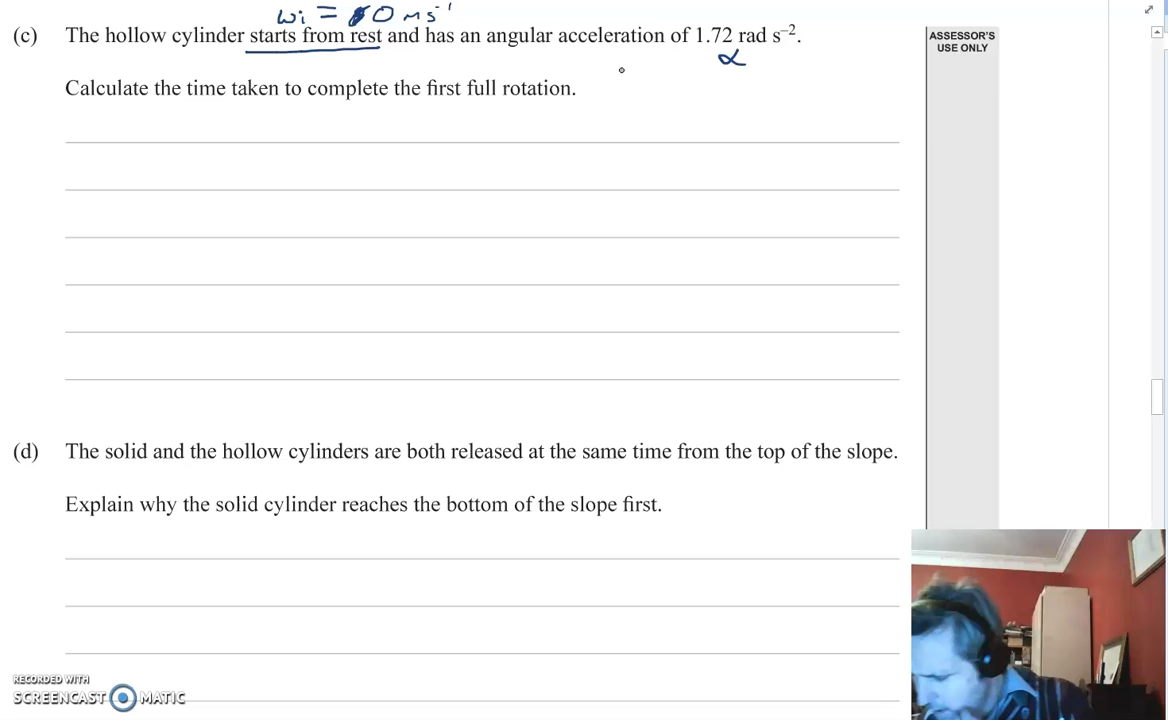 ωi = 0 ms⁻¹
(c) The hollow cylinder starts from rest and has an angular acceleration of 1.72 rad s⁻².
α
Calculate the time taken to complete the first full rotation.
ASSESSOR'S
USE ONLY
(d) The solid and the hollow cylinders are both released at the same time from the top of the slope.
Explain why the solid cylinder reaches the bottom of the slope first.
RECORDED WITH
SCREENCAST MATIC